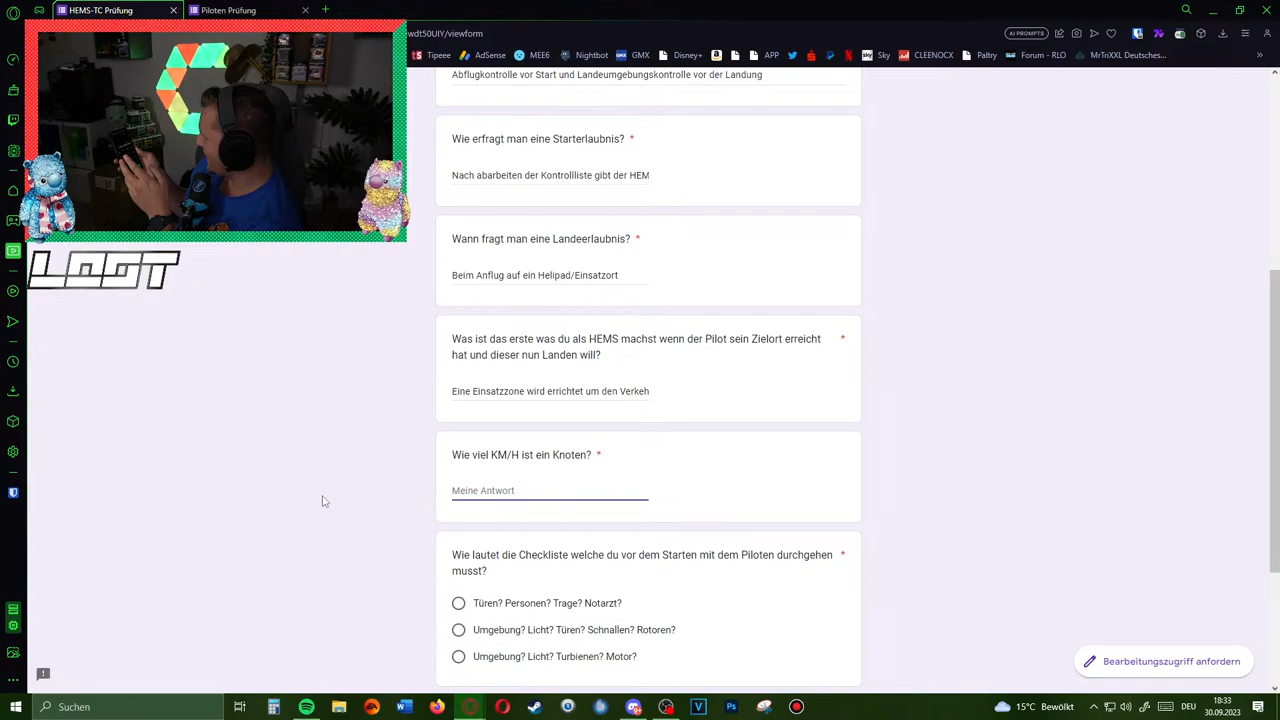 HEMS-TC Prüfung
Piloten Prüfung
wdt50UIY/viewform
AI PROMPTS
Tipeee
AdSense
MEE6
Nightbot
GMX
Disney+
APP
Sky
CLEENOCX
Paltry
Forum - RLO
MrTriXXL Deutsches...
Abflugkontrolle vor Start und Landeumgebungskontrolle vor der Landung
Wie erfragt man eine Starterlaubnis? *
Nach abarbeiten der Kontrollliste gibt der HEM
Wann fragt man eine Landeerlaubnis? *
Beim Anflug auf ein Helipad/Einsatzort
LOOT
Was ist das erste was du als HEMS machst wenn der Pilot sein Zielort erreicht *
hat und dieser nun Landen will?
Eine Einsatzzone wird errichtet um den Verkeh
Wie viel KM/H ist ein Knoten? *
Meine Antwort
Wie lautet die Checkliste welche du vor dem Starten mit dem Piloten durchgehen *
musst?
Türen? Personen? Trage? Notarzt?
Umgebung? Licht? Türen? Schnallen? Rotoren?
Umgebung? Licht? Turbienen? Motor?
Bearbeitungszugriff anfordern
Suchen
15°C Bewölkt
DEU
18:33
30.09.2023